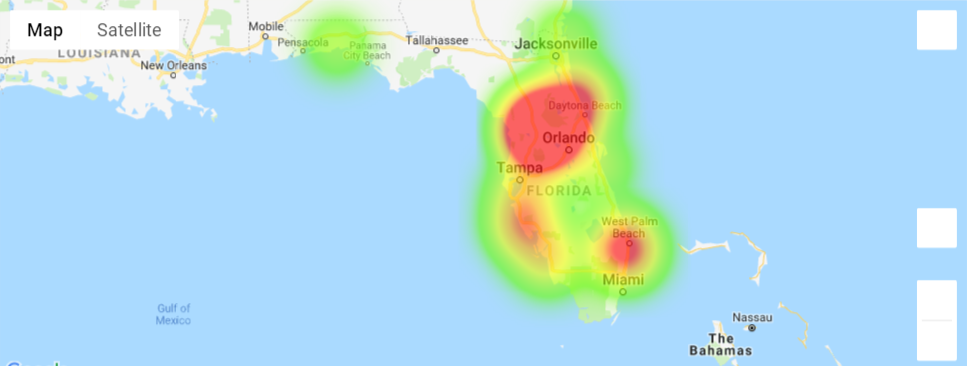 Map Satellite
Mobile
Pensacola
Panama
City Beach
Tallahassee
Jacksonville
LOUISIANA
ont
New Orleans
Daytona Beach
Orlando
Tampa
FLORIDA
West Palm
Beach
Miami
Gulf of
Mexico
Nassau
The
Bahamas